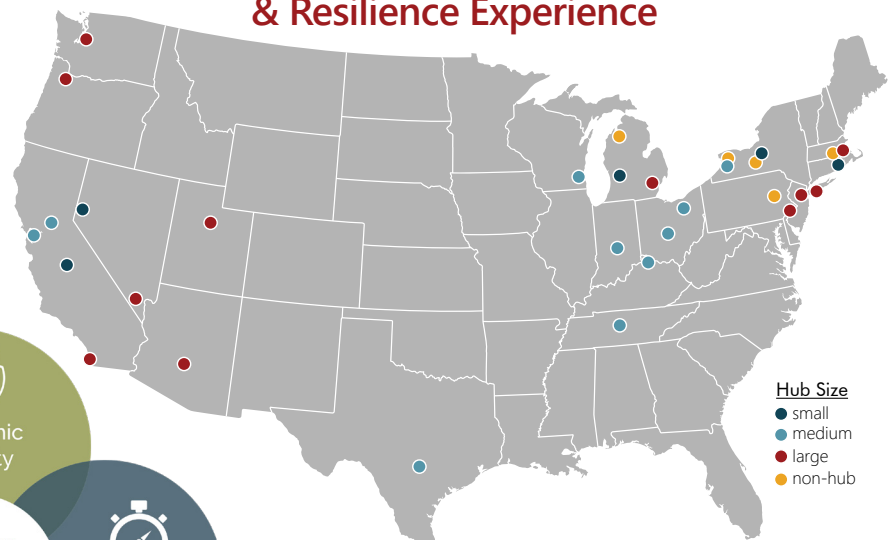 & Resilience Experience
Hub Size
small
medium
large
non-hub